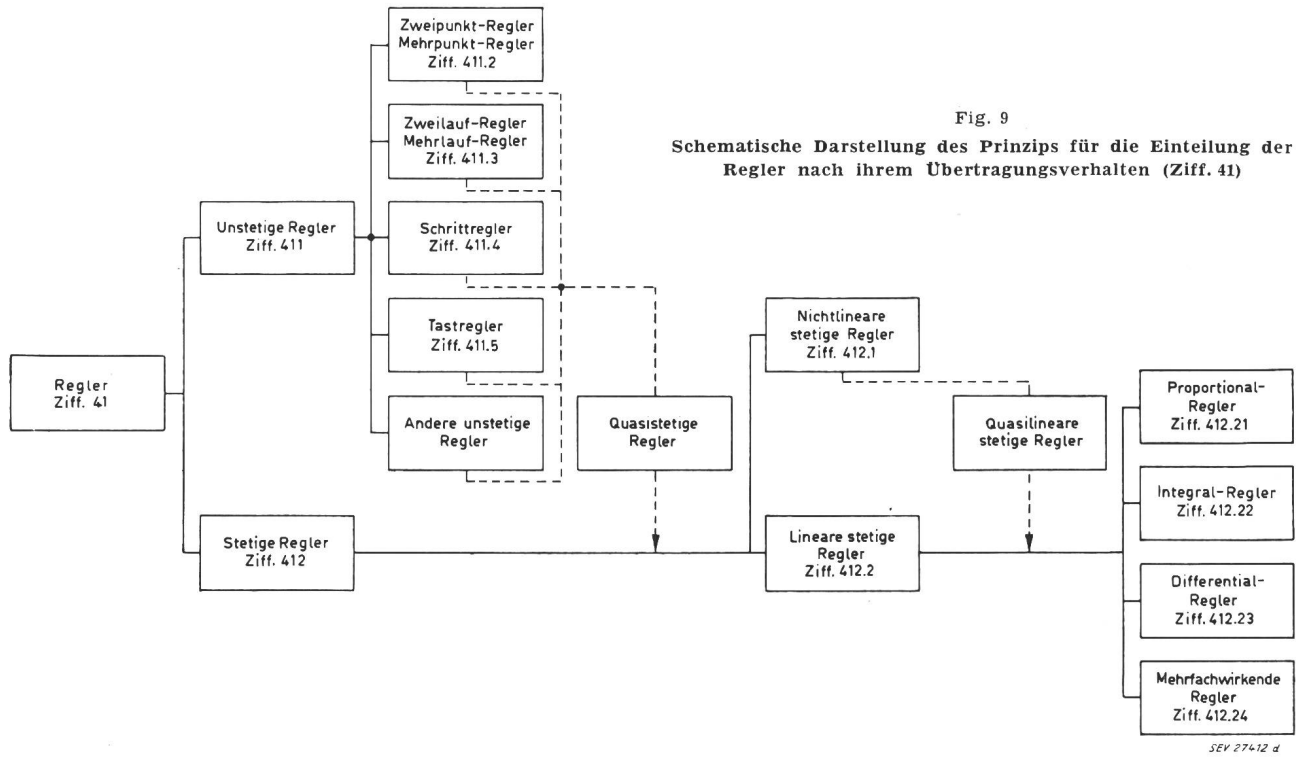 Zweipunkt-Regler
Mehrpunkt-Regler
Ziff. 411.2
Zweilauf-Regler
Mehrlauf-Regler
Ziff. 411.3
Fig. 9
Schematische Darstellung des Prinzips für die Einteilung der
Regler nach ihrem Übertragungsverhalten (Ziff. 41)
Unstetige Regler
Ziff. 411
Schrittregler
Ziff. 411.4
Tastregler
Ziff. 411.5
Nichtlineare
stetige Regler
Ziff. 412.1
Regler
Ziff. 41
Andere unstetige
Regler
Quasistetige
Regler
Quasilineare
stetige Regler
Proportional-
Regler
Ziff. 412.21
Integral-Regler
Ziff. 412.22
Stetige Regler
Ziff. 412
Lineare stetige
Regler
Ziff. 412.2
Differential-
Regler
Ziff. 412.23
Mehrfachwirkende
Regler
Ziff. 412.24
SEV 27412 d